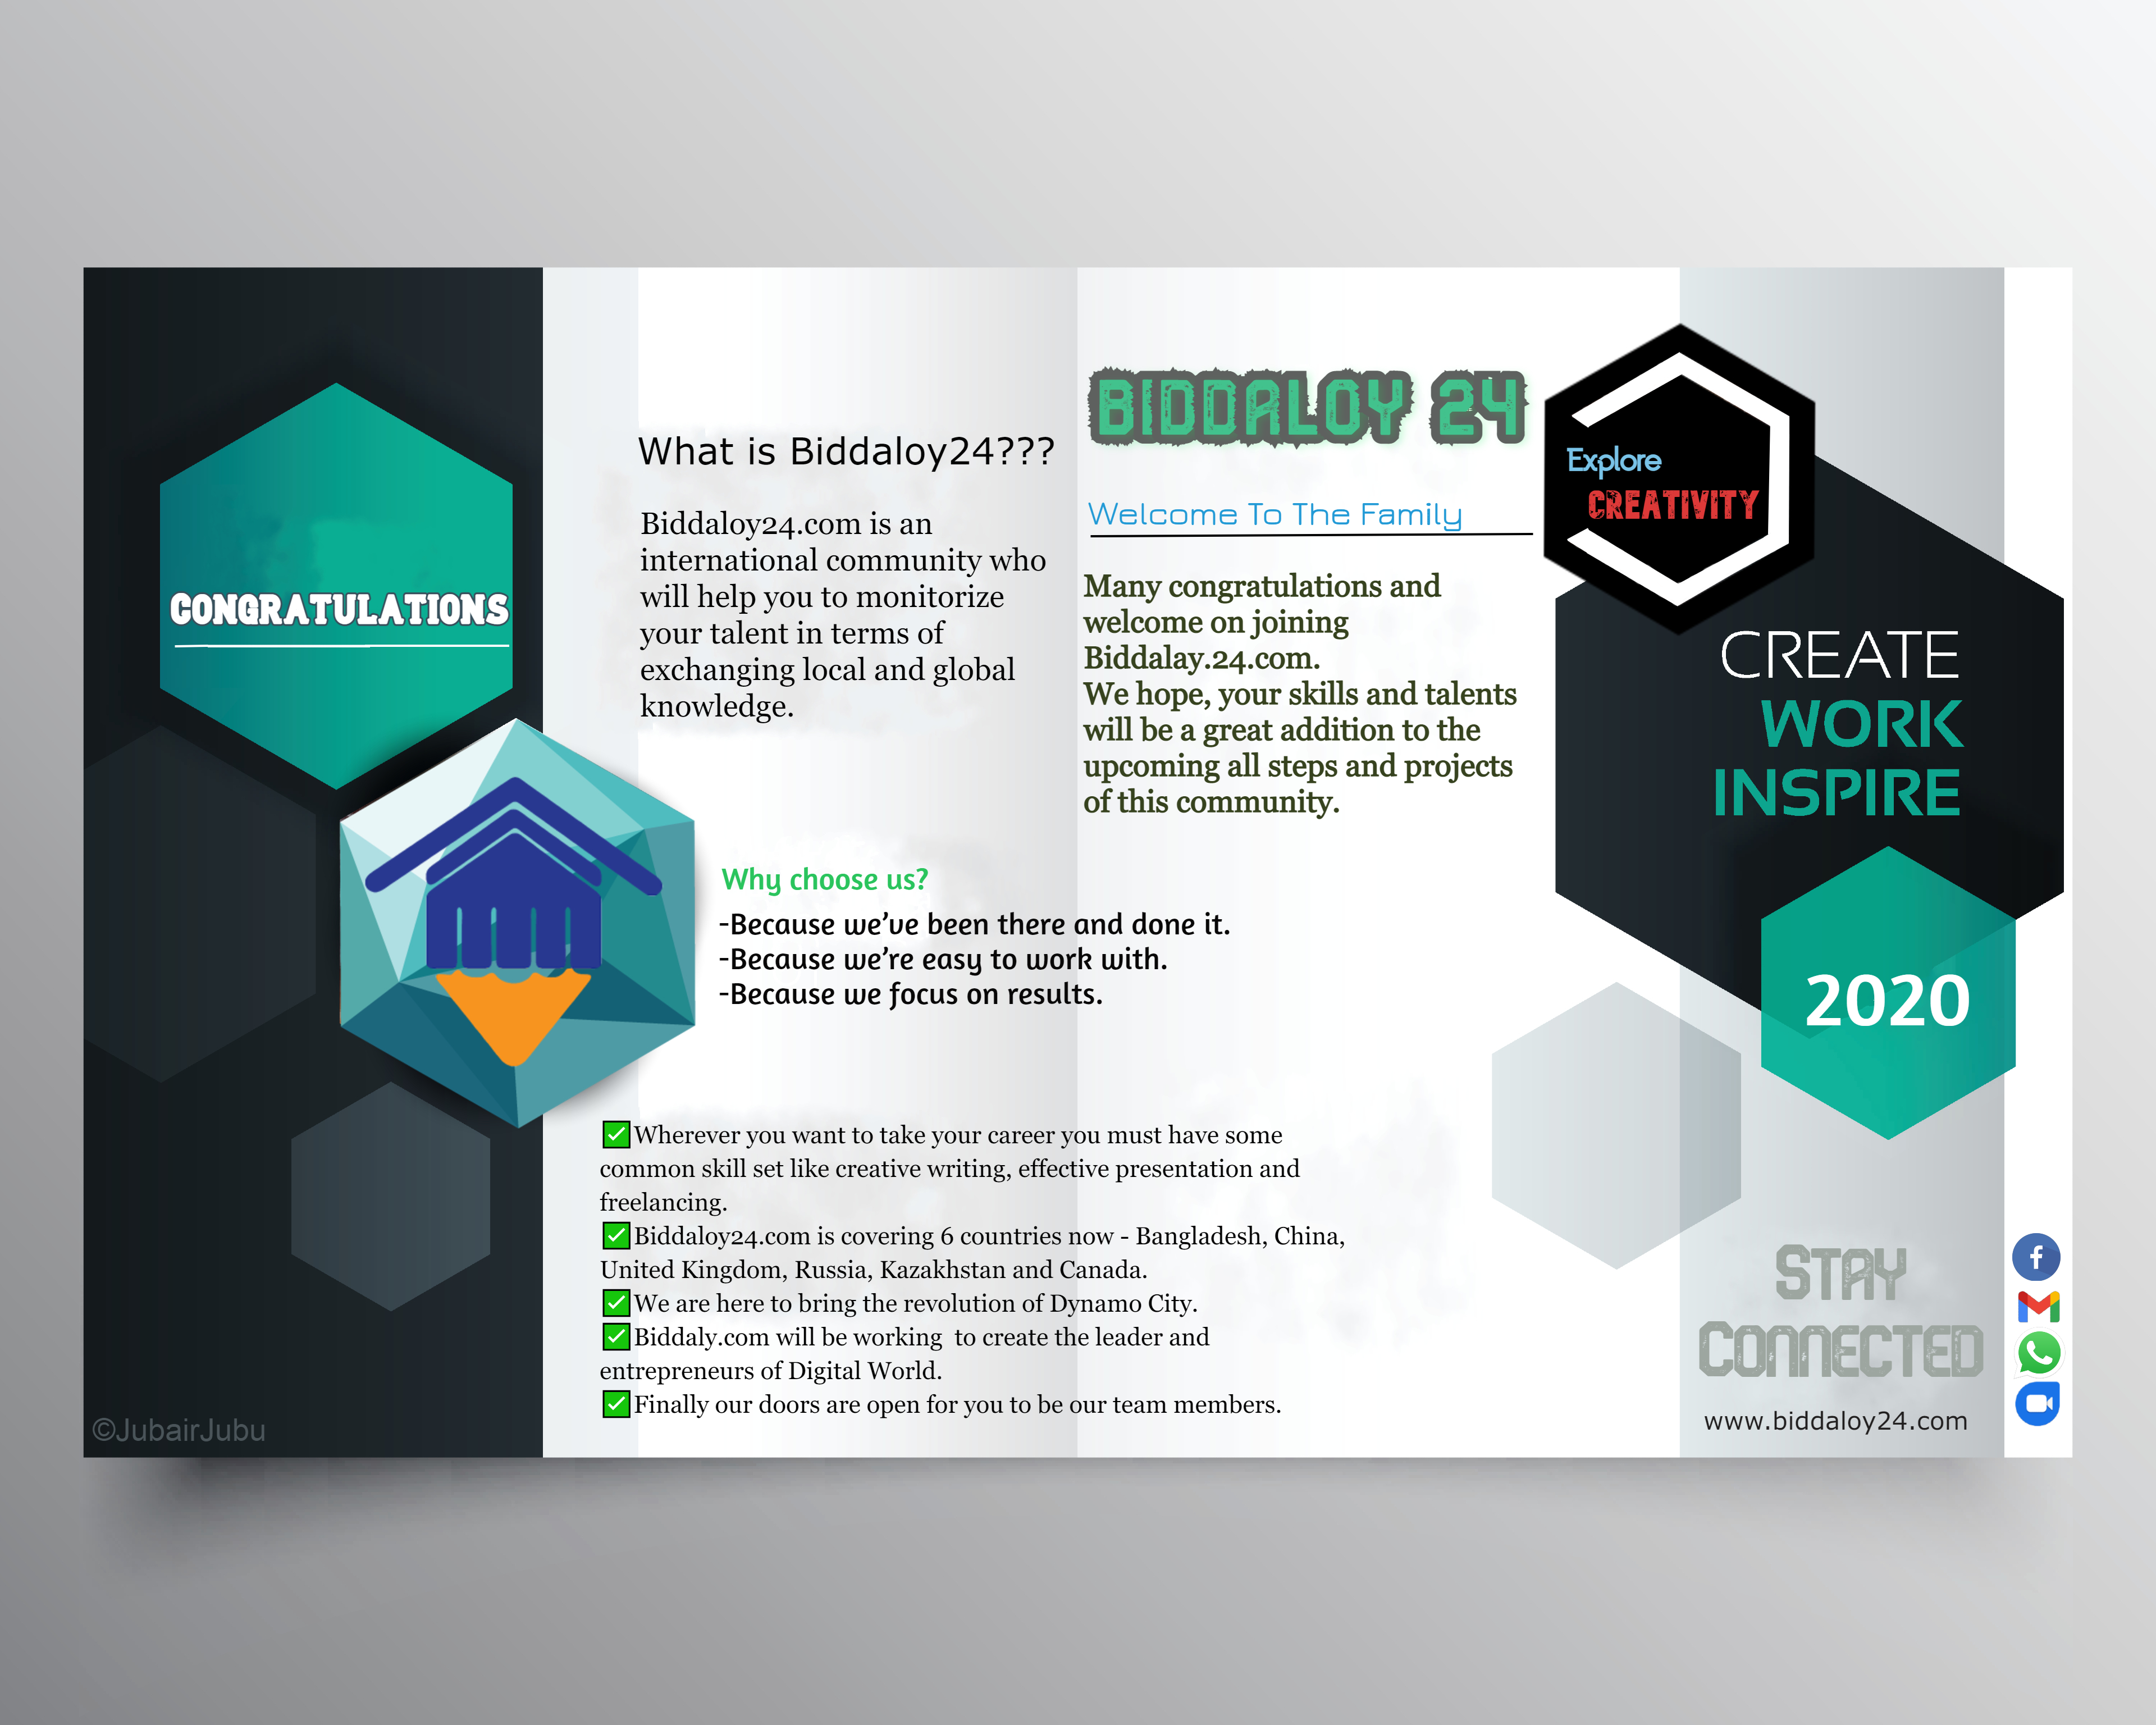 CONGRATULATIONS
©JubairJubu
What is Biddaloy24???
Biddaloy24.com is an
international community who
will help you to monitorize
your talent in terms of
exchanging local and global
knowledge.
Why choose us?
-Because we’ve been there and done it.
-Because we’re easy to work with.
-Because we focus on results.
✅Wherever you want to take your career you must have some
common skill set like creative writing, effective presentation and
freelancing.
✅Biddaloy24.com is covering 6 countries now - Bangladesh, China,
United Kingdom, Russia, Kazakhstan and Canada.
✅We are here to bring the revolution of Dynamo City.
✅Biddaly.com will be working  to create the leader and
entrepreneurs of Digital World.
✅Finally our doors are open for you to be our team members.
BIDDALOY 24
Welcome To The Family
Many congratulations and
welcome on joining
Biddalay.24.com.
We hope, your skills and talents
will be a great addition to the
upcoming all steps and projects
of this community.
Explore
CREATIVITY
CREATE
WORK
INSPIRE
2020
STAY
CONNECTED
www.biddaloy24.com